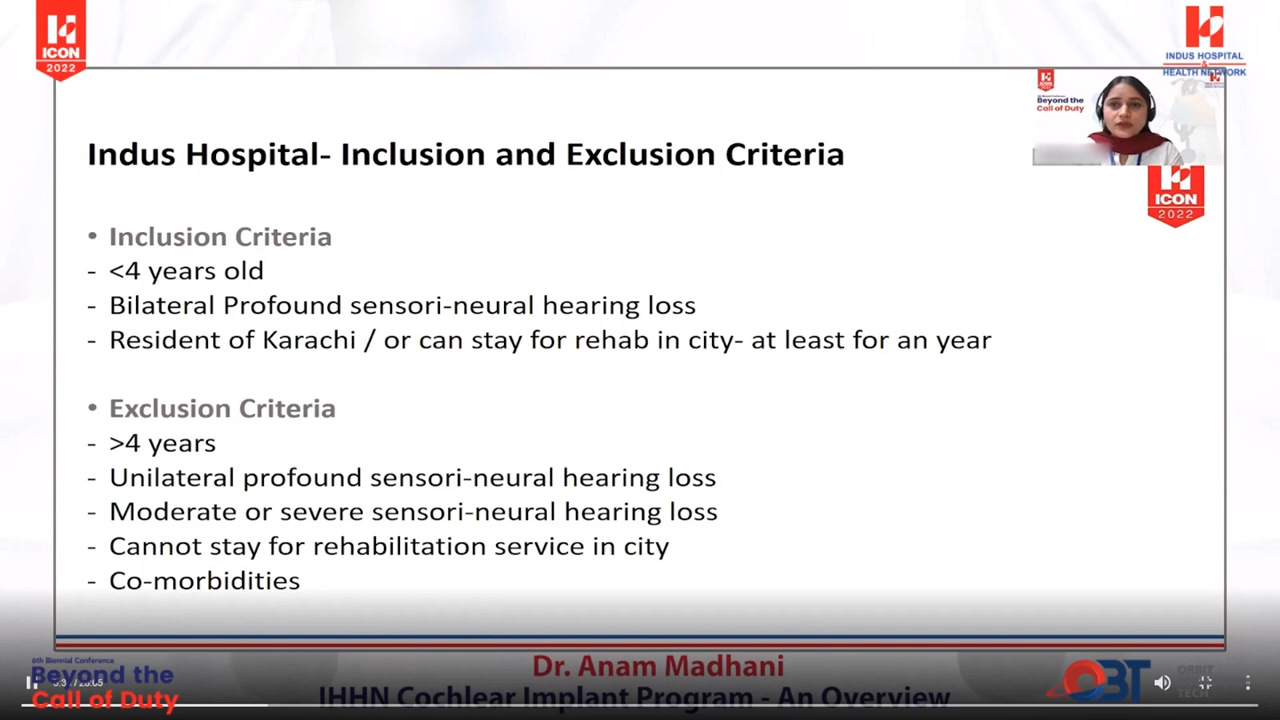 ICON
2022
INDUS HOSPITAL
&
HEALTH NETWORK
Beyond the
Call of Duty
ICON
2022
Indus Hospital- Inclusion and Exclusion Criteria
• Inclusion Criteria
- <4 years old
- Bilateral Profound sensori-neural hearing loss
- Resident of Karachi / or can stay for rehab in city- at least for an year
• Exclusion Criteria
- >4 years
- Unilateral profound sensori-neural hearing loss
- Moderate or severe sensori-neural hearing loss
- Cannot stay for rehabilitation service in city
- Co-morbidities
6th Biennial Conference
Beyond the
Call of Duty
Dr. Anam Madhani
IHHN Cochlear Implant Program - An Overview
OBT
ORBIT
TECH